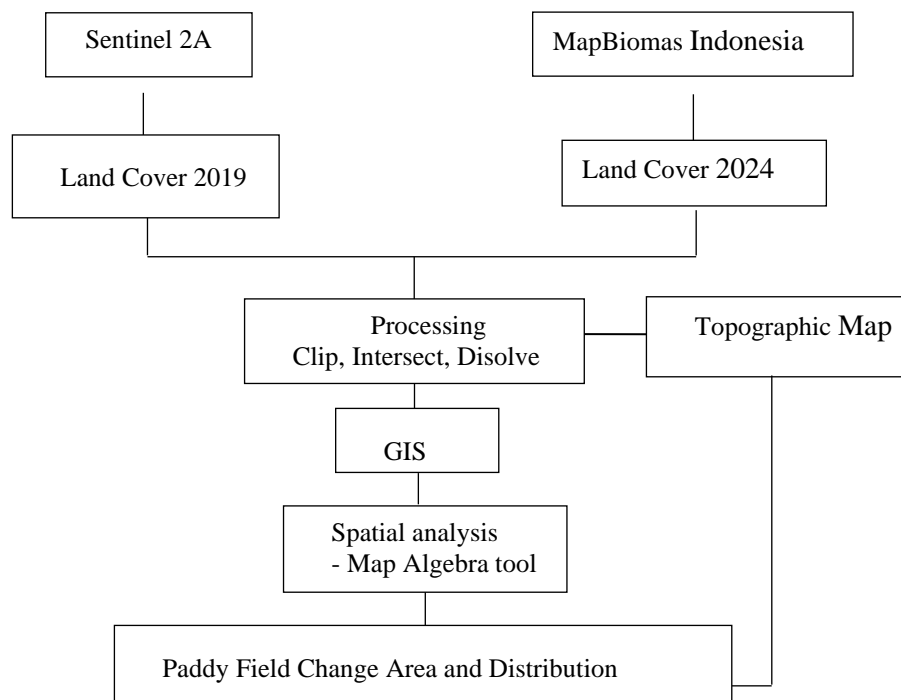 Sentinel 2A
MapBiomas Indonesia
Land Cover 2019
Land Cover 2024
Processing
Clip, Intersect, Disolve
Topographic Map
GIS
Spatial analysis
- Map Algebra tool
Paddy Field Change Area and Distribution